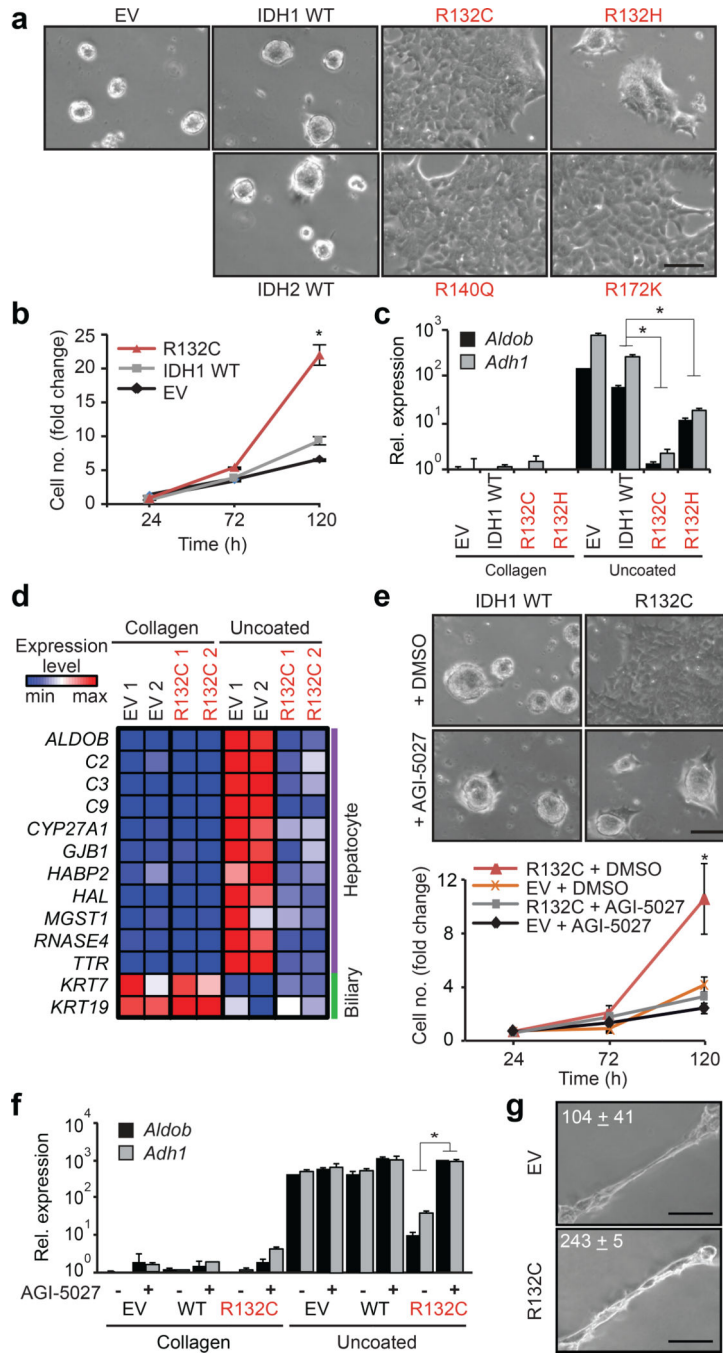 a
EV IDH1 WT R132C R132H
IDH2 WT R140Q R172K
b
Cell no. (fold change)
25
20
15
10
5
0
R132C
IDH1 WT
EV
*
24 72 120
Time (h)
c
Rel. expression
10³
10²
10¹
10⁰
Aldob
Adh1
*
*
EV IDH1 WT R132C R132H EV IDH1 WT R132C R132H
Collagen Uncoated
d
Expression level
min max
Collagen Uncoated
EV 1 EV 2 R132C 1 R132C 2 EV 1 EV 2 R132C 1 R132C 2
ALDOB
C2
C3
C9
CYP27A1
GJB1
HABP2
HAL
MGST1
RNASE4
TTR
KRT7
KRT19
Hepatocyte
Biliary
e
IDH1 WT R132C
+ DMSO
+ AGI-5027
Cell no. (fold change)
12
8
4
0
R132C + DMSO
EV + DMSO
R132C + AGI-5027
EV + AGI-5027
*
24 72 120
Time (h)
f
Rel. expression
10⁴
10³
10²
10¹
10⁰
Aldob
Adh1
*
AGI-5027 - + - + - + - + - + - +
EV WT R132C EV WT R132C
Collagen Uncoated
g
EV
104 ± 41
R132C
243 ± 5